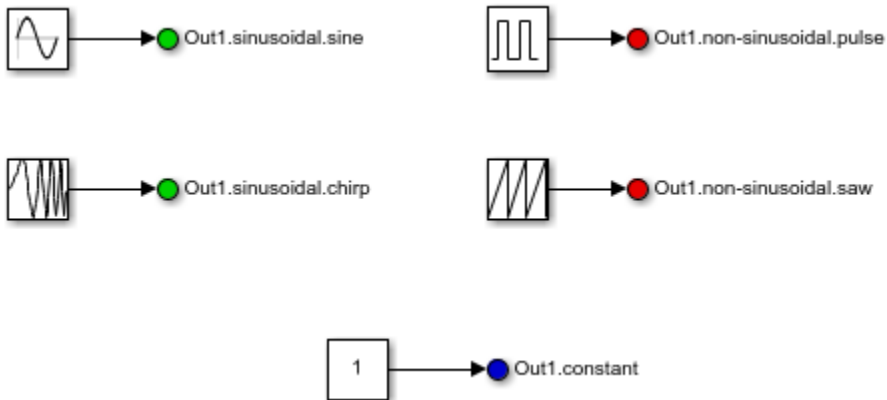 Out1.sinusoidal.sine
Out1.non-sinusoidal.pulse
Out1.sinusoidal.chirp
Out1.non-sinusoidal.saw
1
Out1.constant